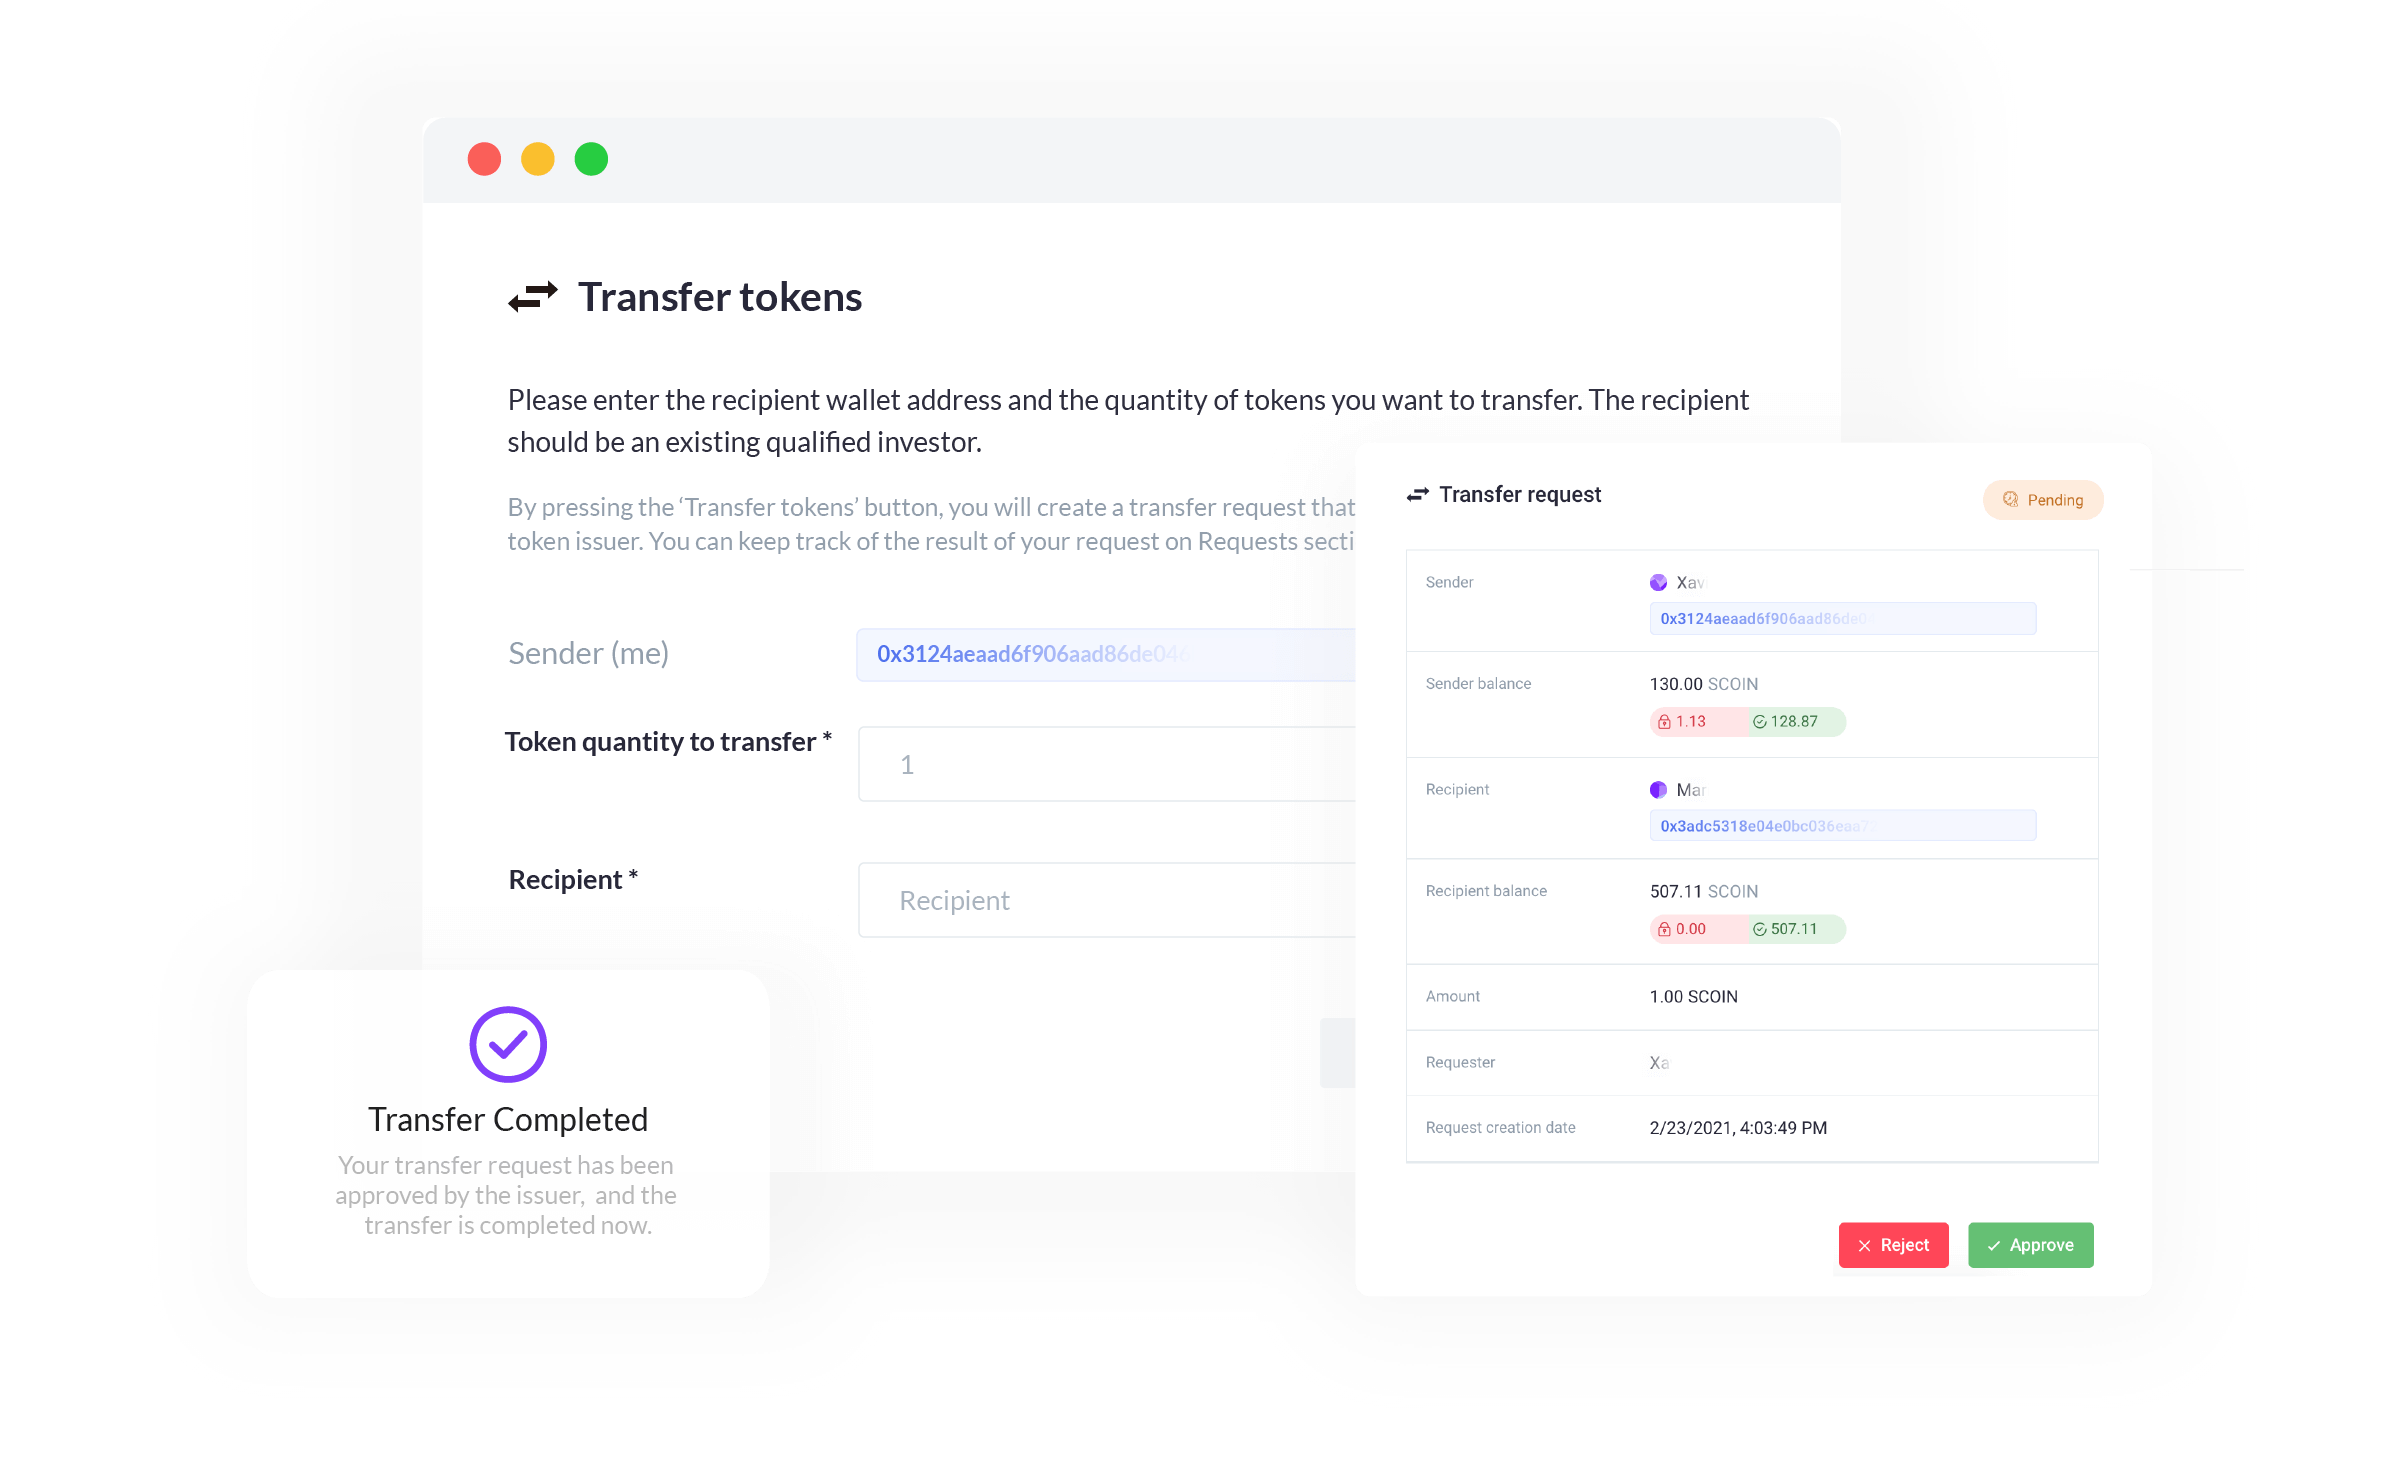 Transfer tokens
Please enter the recipient wallet address and the quantity of tokens you want to transfer. The recipient
should be an existing qualified investor.
By pressing the ‘Transfer tokens’ button, you will create a transfer request that
token issuer. You can keep track of the result of your request on Requests secti
Sender (me) 0x3124aeaad6f906aad86de046
Token quantity to transfer * 1
Recipient * Recipient
Transfer request Pending
Sender Xav
0x3124aeaad6f906aad86de0
Sender balance 130.00 SCOIN
1.13 128.87
Recipient Mar
0x3adc5318e04e0bc036eaa7
Recipient balance 507.11 SCOIN
0.00 507.11
Amount 1.00 SCOIN
Requester Xa
Request creation date 2/23/2021, 4:03:49 PM
Reject Approve
Transfer Completed
Your transfer request has been
approved by the issuer, and the
transfer is completed now.